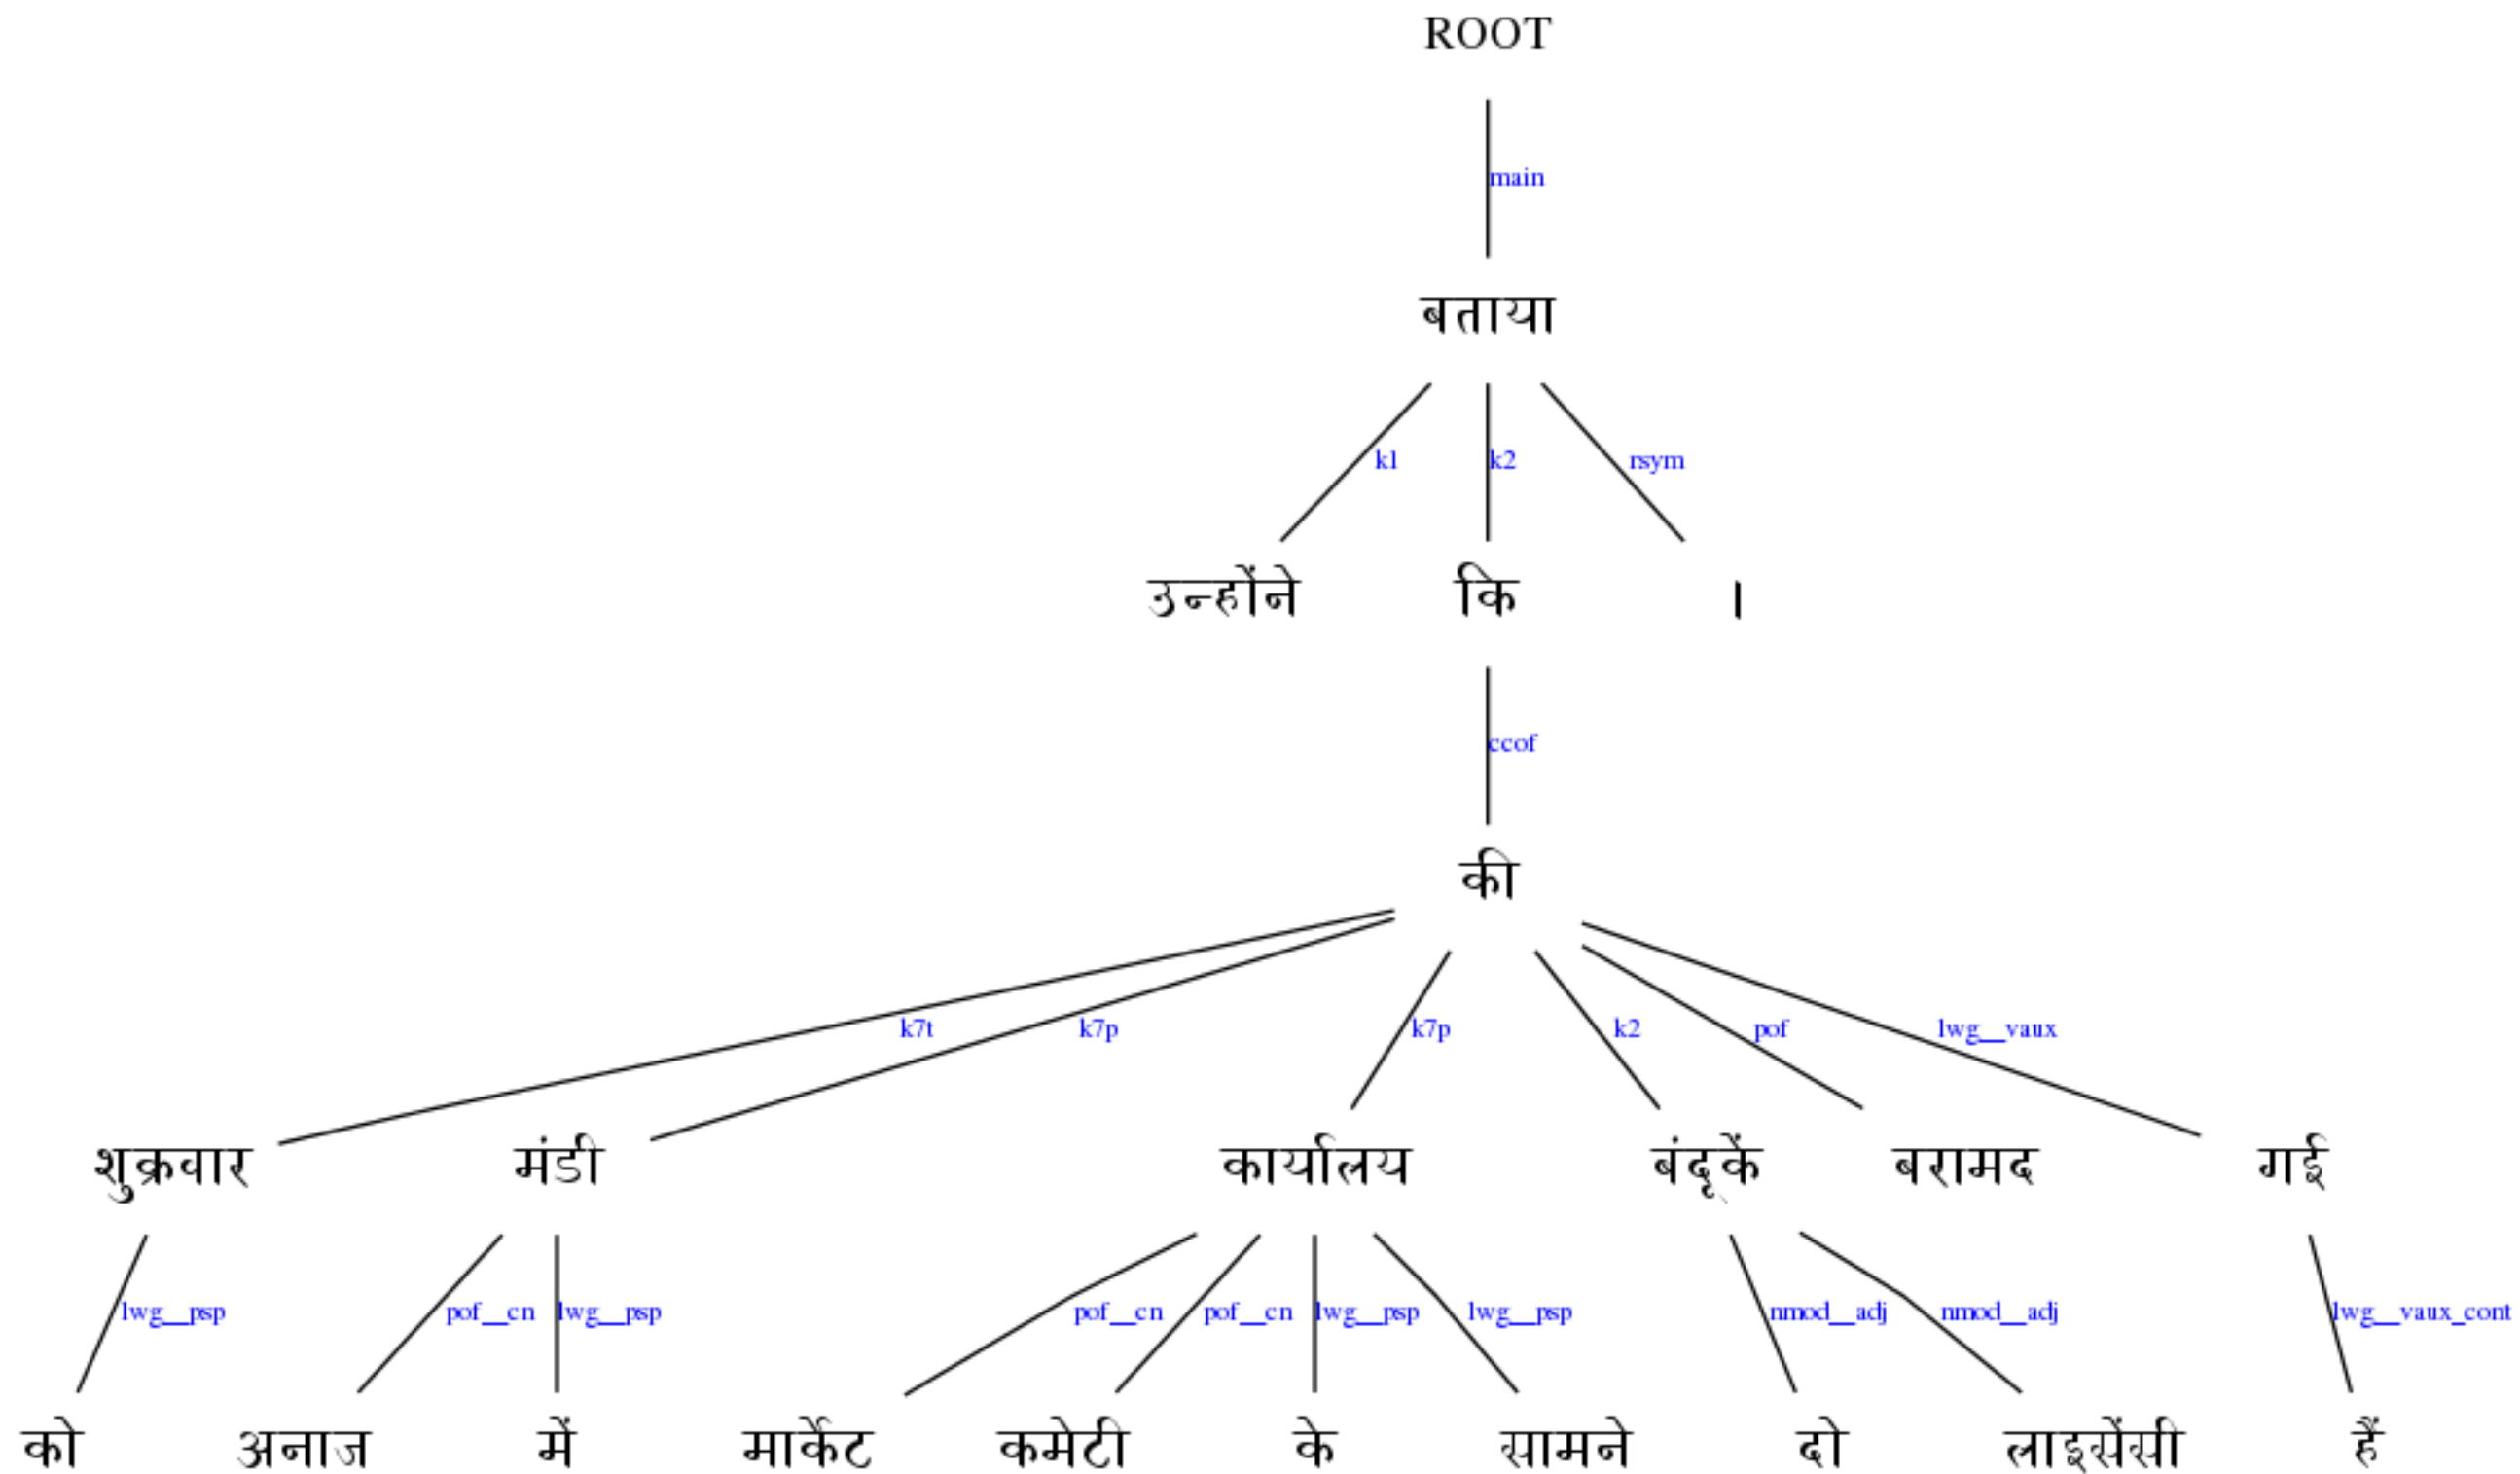 ROOT
main
बताया
k1 k2 rsym
उन्होंने कि ।
ccof
की
k7t k7p k7p k2 pof lwg__vaux
शुक्रवार मंडी कार्यालय बंदूकें बरामद गई
lwg__psp pof__cn lwg__psp pof__cn pof__cn lwg__psp lwg__psp nmod__adj nmod__adj lwg__vaux_cont
को अनाज में मार्केट कमेटी के सामने दो लाइसेंसी हैं